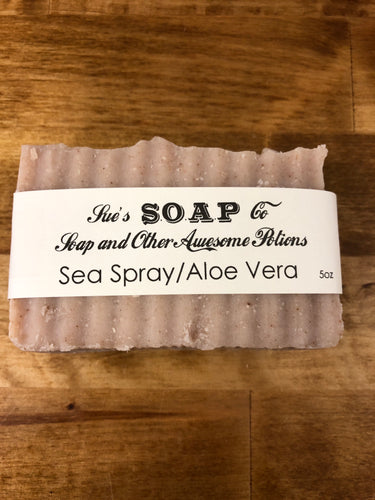 Sue's SOAP Co
Soap and Other Awesome Potions
Sea Spray/Aloe Vera 5oz